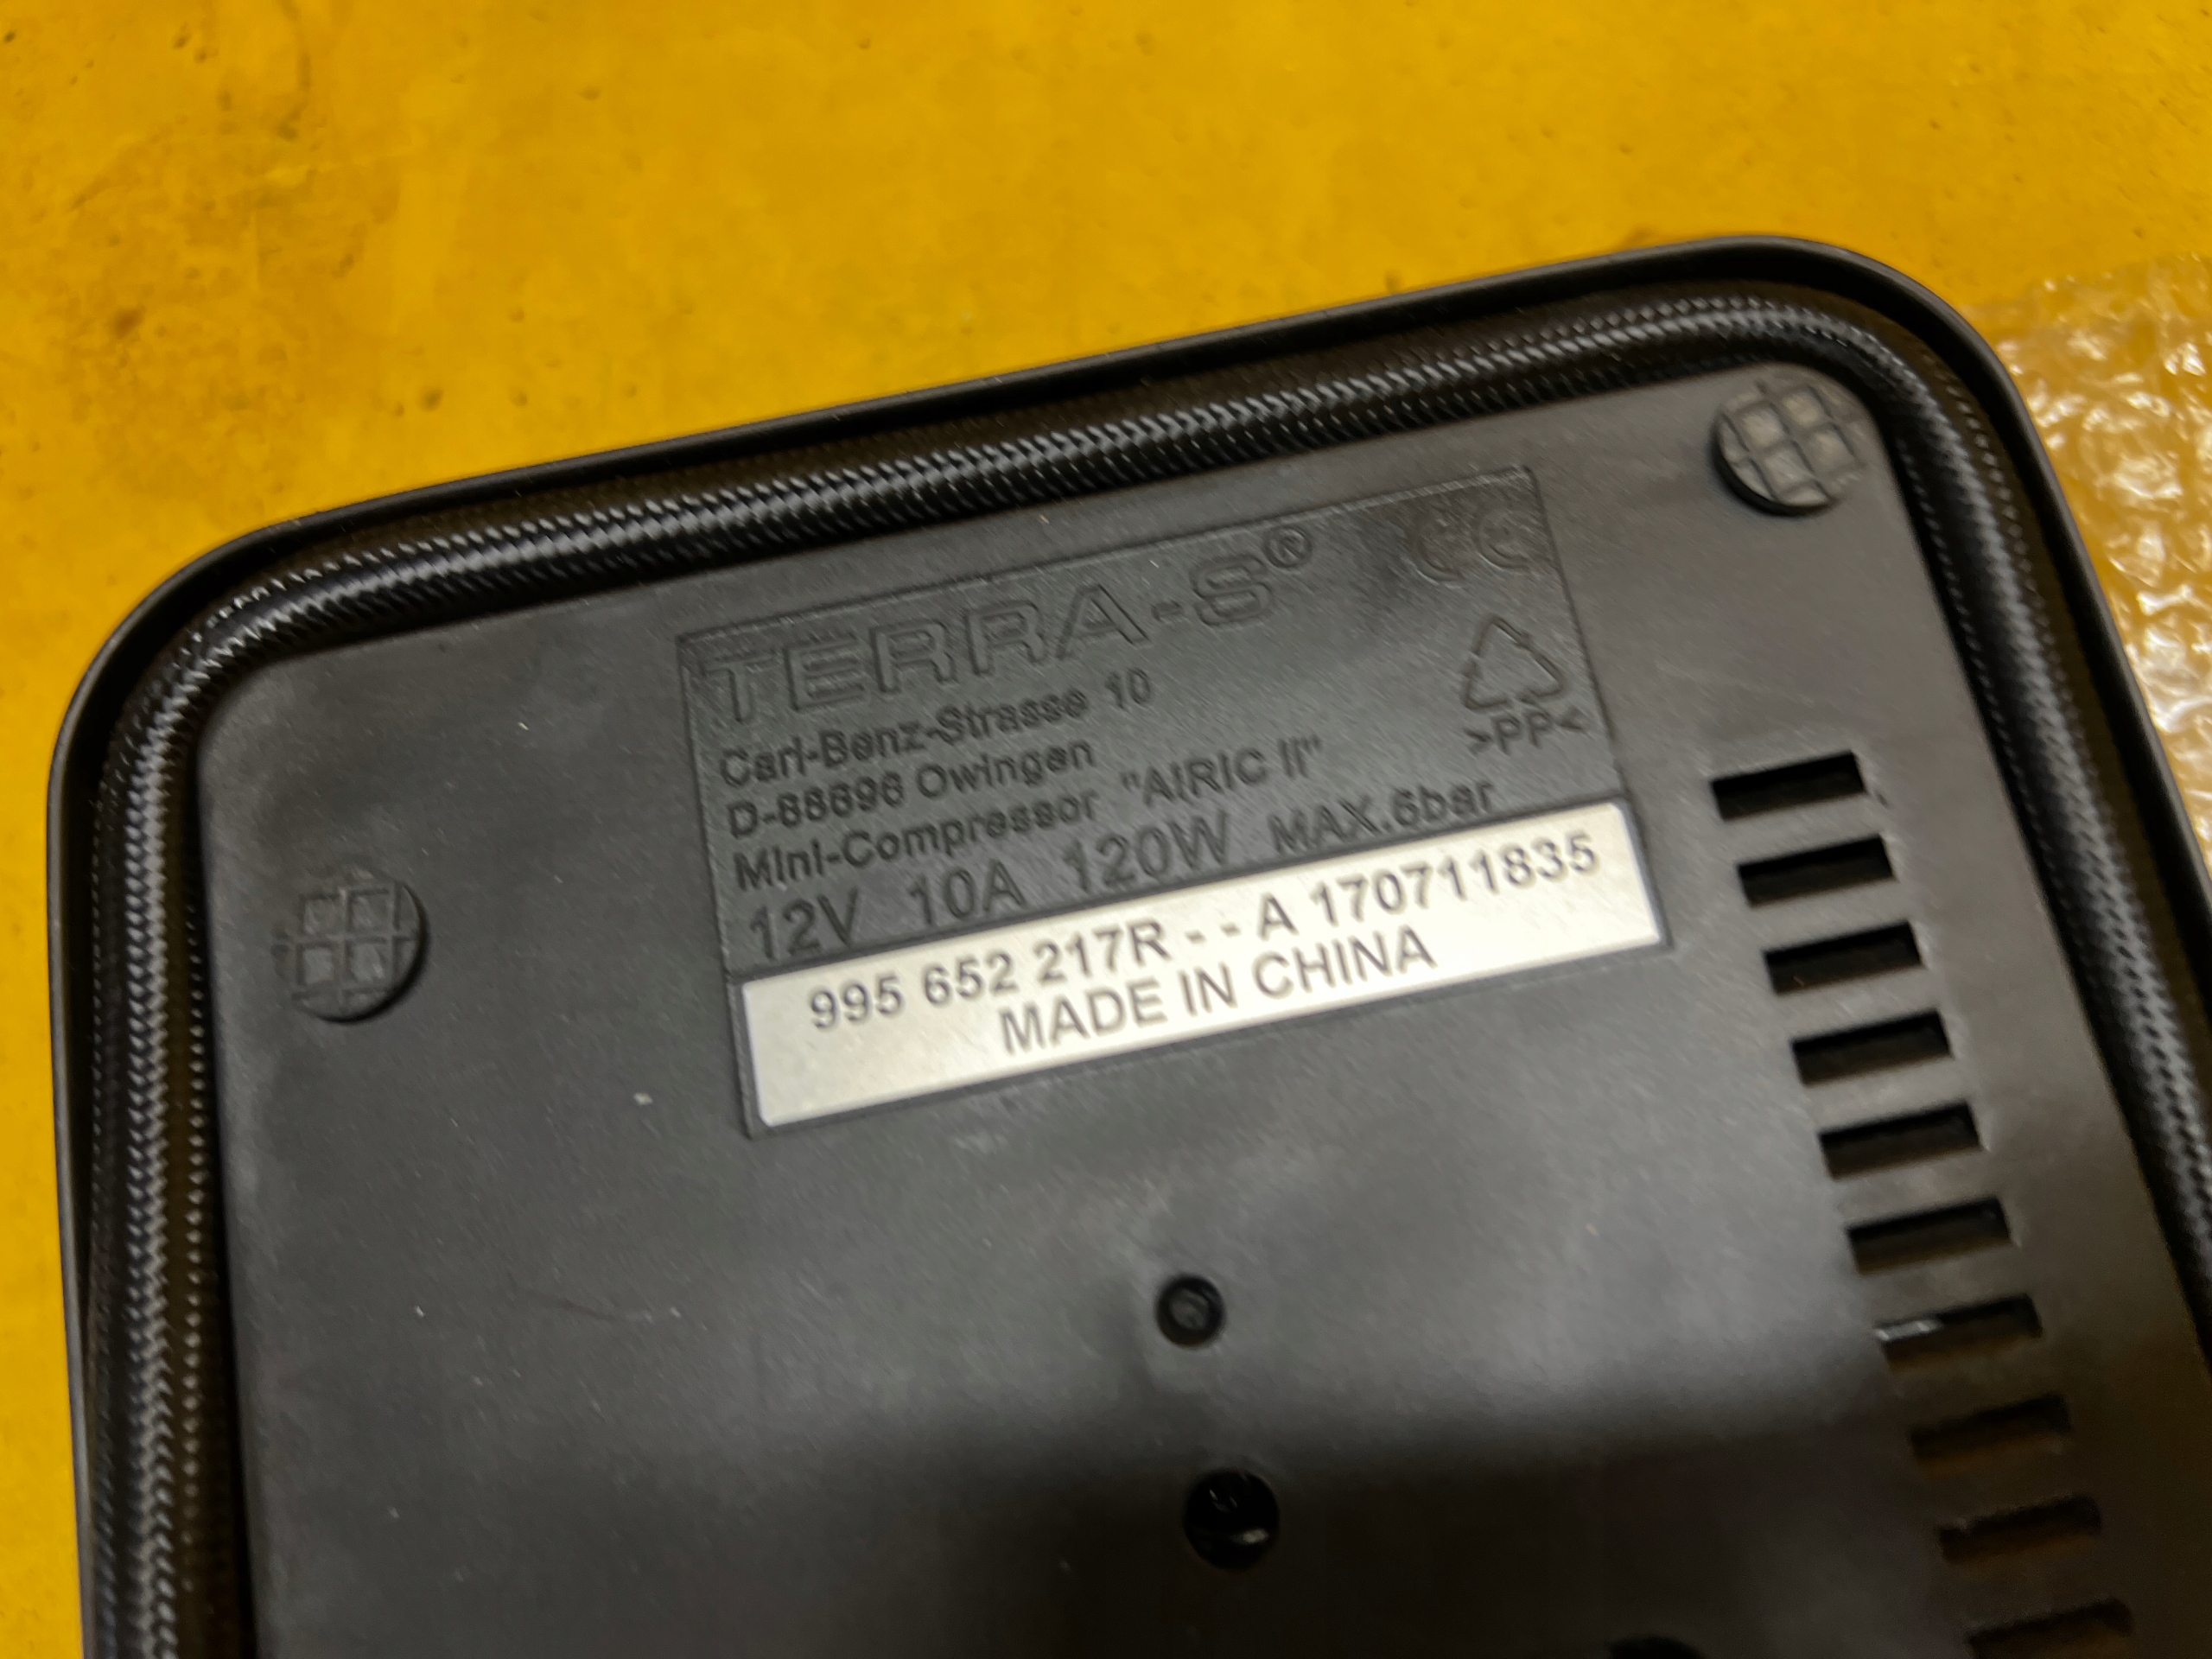 TERRA-S®
CE
Carl-Benz-Strasse 10
D-88696 Owingen
Mini-Compressor "AIRIC II"
>PP<
12V 10A 120W MAX.6bar
995 652 217R - - A 170711835
MADE IN CHINA